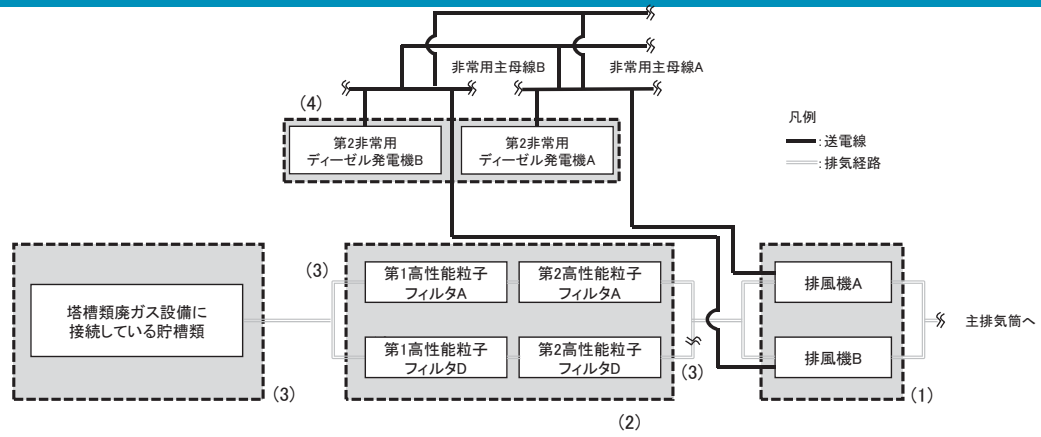 非常用主母線B
非常用主母線A
(4)
第2非常用
ディーゼル発電機B
第2非常用
ディーゼル発電機A
凡例
:送電線
:排気経路
塔槽類廃ガス設備に
接続している貯槽類
(3)
(3)
第1高性能粒子
フィルタA
第2高性能粒子
フィルタA
第1高性能粒子
フィルタD
第2高性能粒子
フィルタD
(3)
(2)
排風機A
排風機B
(1)
主排気筒へ